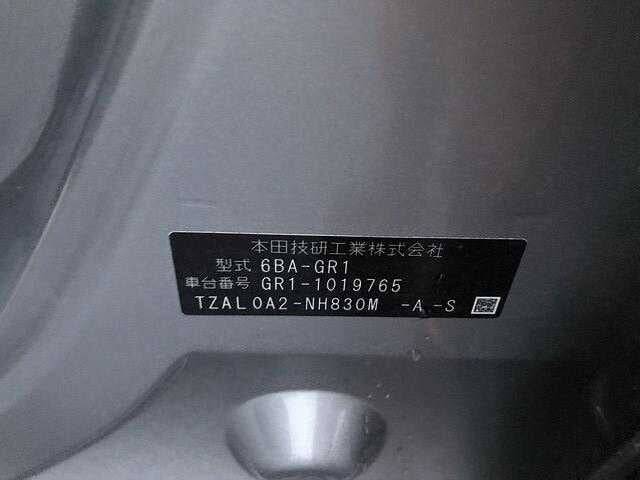 本田技研工業株式会社
型式 6BA-GR1
車台番号 GR1-1019765
TZAL0A2-NH830M -A -S